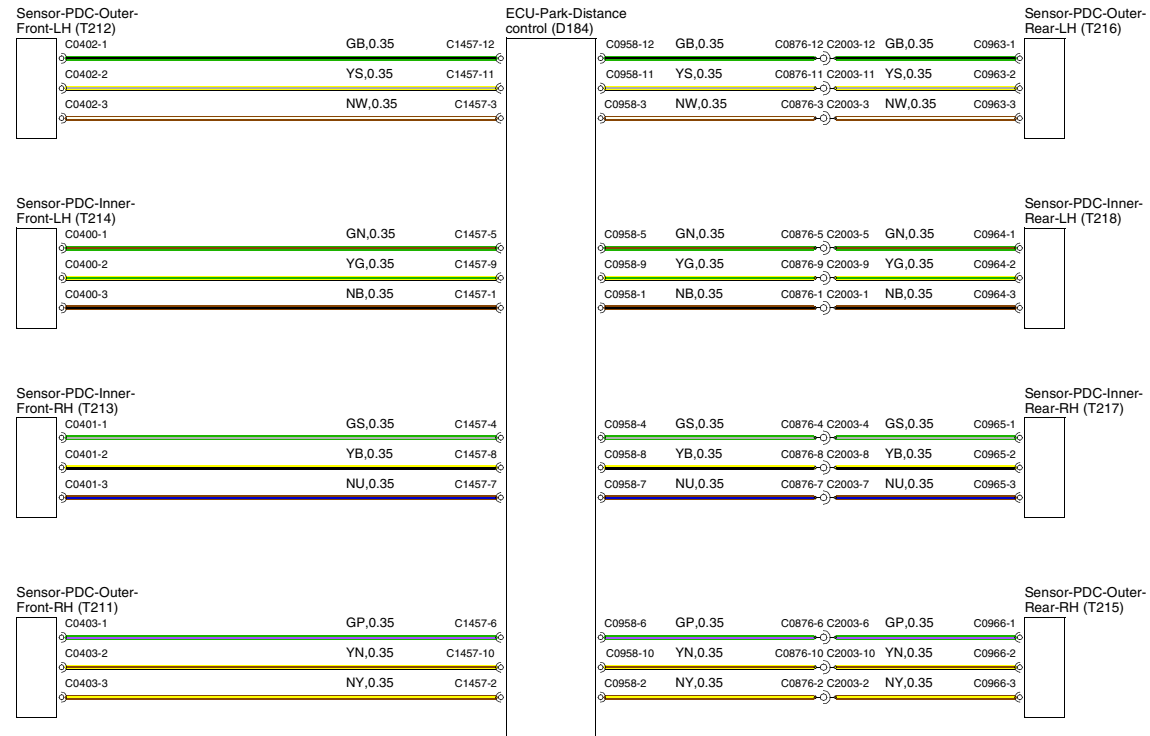 Sensor-PDC-Outer-
Front-LH (T212)
ECU-Park-Distance
control (D184)
Sensor-PDC-Outer-
Rear-LH (T216)
C0402-1 GB,0.35 C1457-12 C0958-12 GB,0.35 C0876-12 C2003-12 GB,0.35 C0963-1
C0402-2 YS,0.35 C1457-11 C0958-11 YS,0.35 C0876-11 C2003-11 YS,0.35 C0963-2
C0402-3 NW,0.35 C1457-3 C0958-3 NW,0.35 C0876-3 C2003-3 NW,0.35 C0963-3
Sensor-PDC-Inner-
Front-LH (T214)
Sensor-PDC-Inner-
Rear-LH (T218)
C0400-1 GN,0.35 C1457-5 C0958-5 GN,0.35 C0876-5 C2003-5 GN,0.35 C0964-1
C0400-2 YG,0.35 C1457-9 C0958-9 YG,0.35 C0876-9 C2003-9 YG,0.35 C0964-2
C0400-3 NB,0.35 C1457-1 C0958-1 NB,0.35 C0876-1 C2003-1 NB,0.35 C0964-3
Sensor-PDC-Inner-
Front-RH (T213)
Sensor-PDC-Inner-
Rear-RH (T217)
C0401-1 GS,0.35 C1457-4 C0958-4 GS,0.35 C0876-4 C2003-4 GS,0.35 C0965-1
C0401-2 YB,0.35 C1457-8 C0958-8 YB,0.35 C0876-8 C2003-8 YB,0.35 C0965-2
C0401-3 NU,0.35 C1457-7 C0958-7 NU,0.35 C0876-7 C2003-7 NU,0.35 C0965-3
Sensor-PDC-Outer-
Front-RH (T211)
Sensor-PDC-Outer-
Rear-RH (T215)
C0403-1 GP,0.35 C1457-6 C0958-6 GP,0.35 C0876-6 C2003-6 GP,0.35 C0966-1
C0403-2 YN,0.35 C1457-10 C0958-10 YN,0.35 C0876-10 C2003-10 YN,0.35 C0966-2
C0403-3 NY,0.35 C1457-2 C0958-2 NY,0.35 C0876-2 C2003-2 NY,0.35 C0966-3